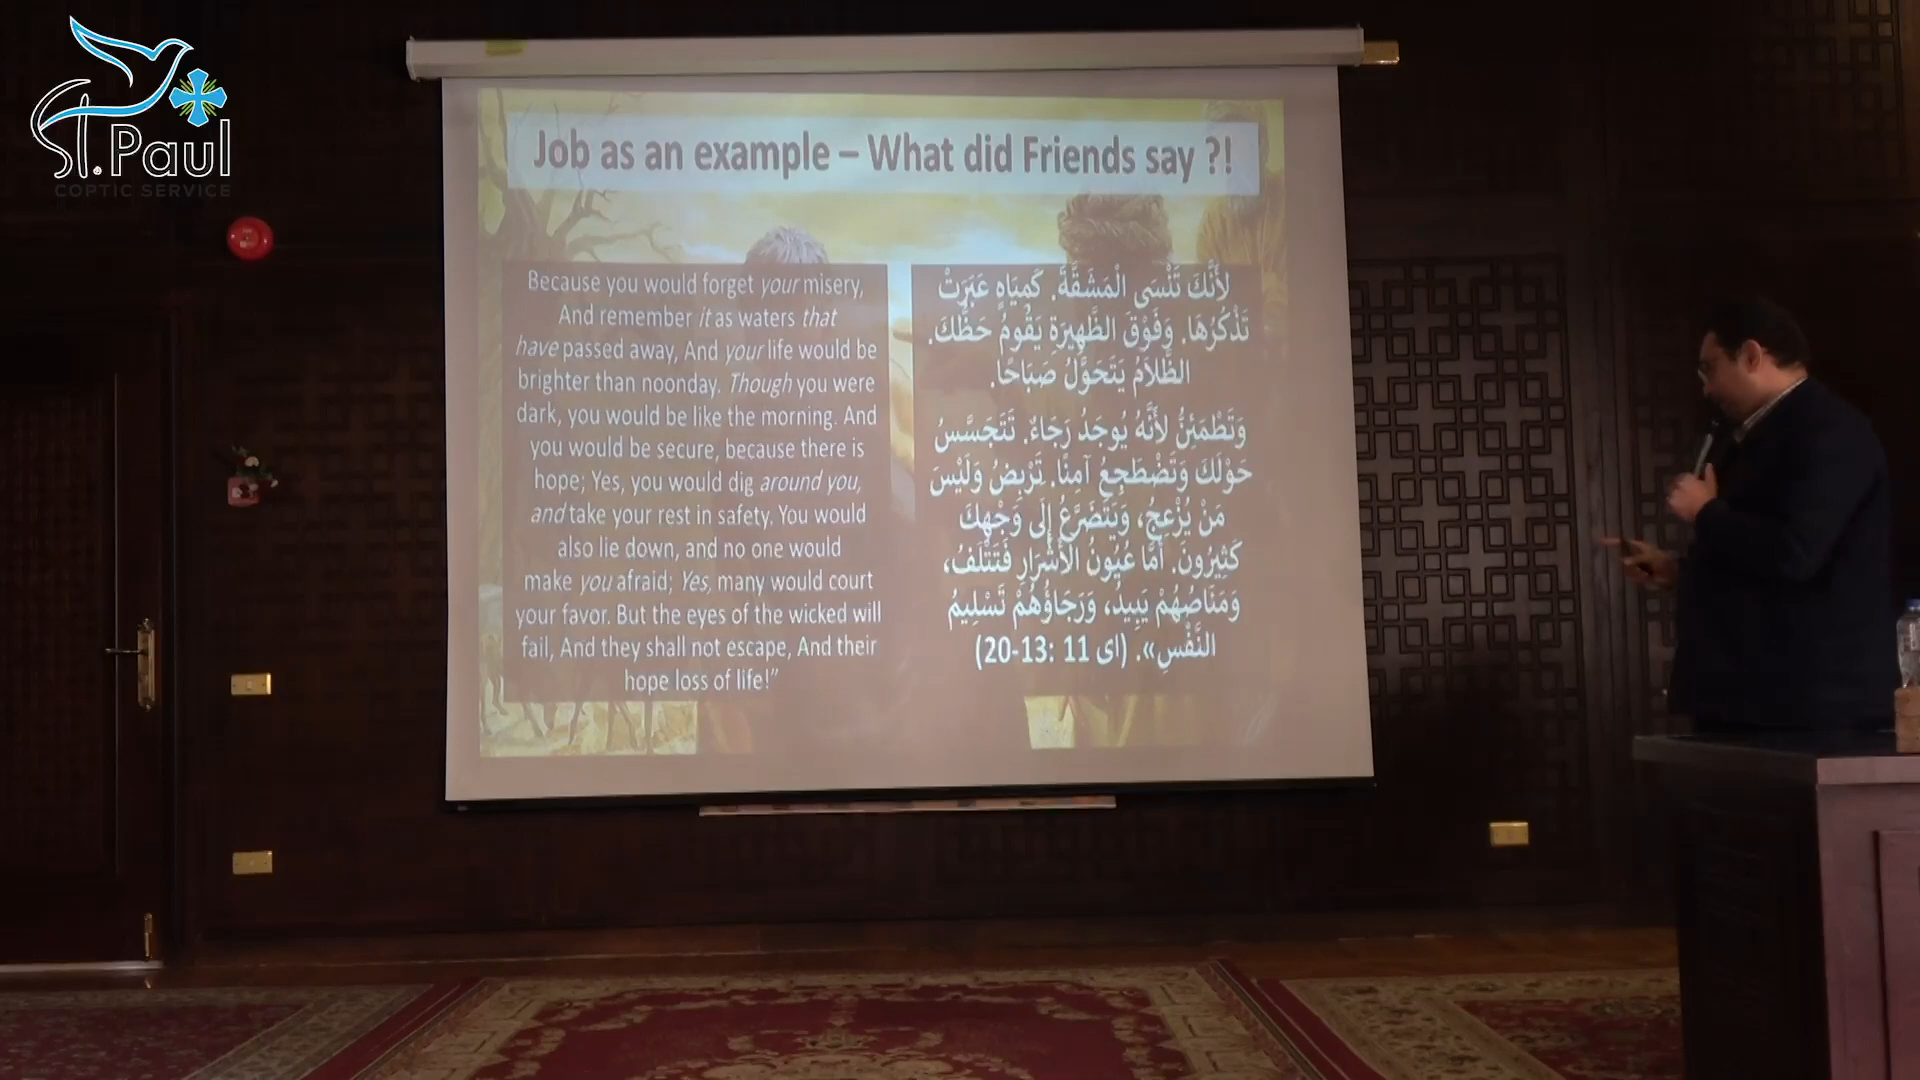 St.Paul
COPTIC SERVICE
Job as an example – What did Friends say ?!
Because you would forget your misery,
And remember it as waters that
have passed away, And your life would be
brighter than noonday. Though you were
dark, you would be like the morning. And
you would be secure, because there is
hope; Yes, you would dig around you,
and take your rest in safety. You would
also lie down, and no one would
make you afraid; Yes, many would court
your favor. But the eyes of the wicked will
fail, And they shall not escape, And their
hope loss of life!”
لأَنَّكَ تَنْسَى الْمَشَقَّةَ. كَمِيَاهٍ عَبَرَتْ
تَذْكُرُهَا. وَفَوْقَ الظَّهِيرَةِ يَقُومُ حَظُّكَ.
الظَّلاَمُ يَتَحَوَّلُ صَبَاحًا.
وَتَطْمَئِنُّ لأَنَّهُ يُوجَدُ رَجَاءٌ. تَتَجَسَّسُ
حَوْلَكَ وَتَضْطَجِعُ آمِنًا. تَرْبِضُ وَلَيْسَ
مَنْ يُزْعِجُ، وَيَتَضَرَّعُ إِلَى وَجْهِكَ
كَثِيرُونَ. أَمَّا عُيُونُ الأَشْرَارِ فَتَتْلَفُ،
وَمَنَاصُهُمْ يَبِيدُ، وَرَجَاؤُهُمْ تَسْلِيمُ
النَّفْسِ». (اى 11 :13-20)